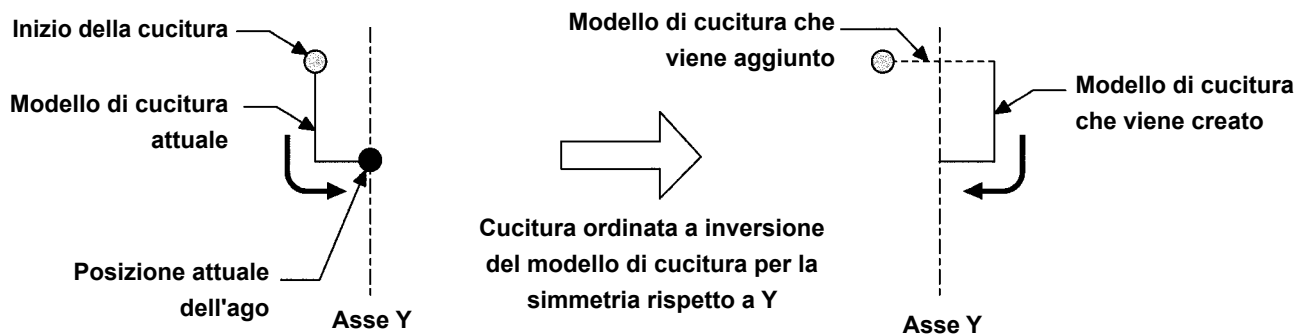 Inizio della cucitura
Modello di cucitura
attuale
Posizione attuale
dell'ago
Asse Y
Cucitura ordinata a inversione
del modello di cucitura per la
simmetria rispetto a Y
Modello di cucitura che
viene aggiunto
Modello di cucitura
che viene creato
Asse Y